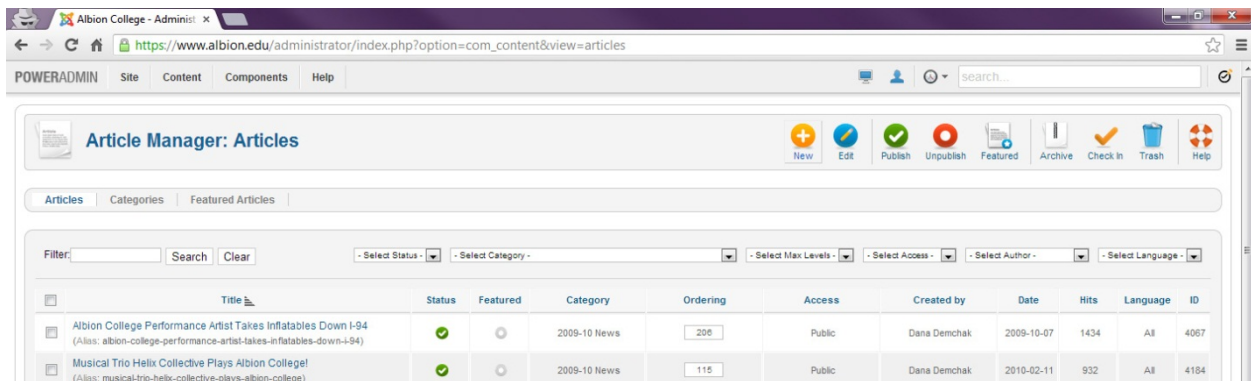 Albion College - Administ
https://www.albion.edu/administrator/index.php?option=com_content&view=articles
POWERADMIN Site Content Components Help search...
Article Manager: Articles
New Edit Publish Unpublish Featured Archive Check In Trash Help
Articles Categories Featured Articles
Filter: Search Clear - Select Status - - Select Category - - Select Max Levels - - Select Access - - Select Author - - Select Language -
Title Status Featured Category Ordering Access Created by Date Hits Language ID
Albion College Performance Artist Takes Inflatables Down I-94
(Alias: albion-college-performance-artist-takes-inflatables-down-i-94)
2009-10 News 206 Public Dana Demchak 2009-10-07 1434 All 4067
Musical Trio Helix Collective Plays Albion College!
(Alias: musical-trio-helix-collective-plays-albion-college)
2009-10 News 115 Public Dana Demchak 2010-02-11 932 All 4184